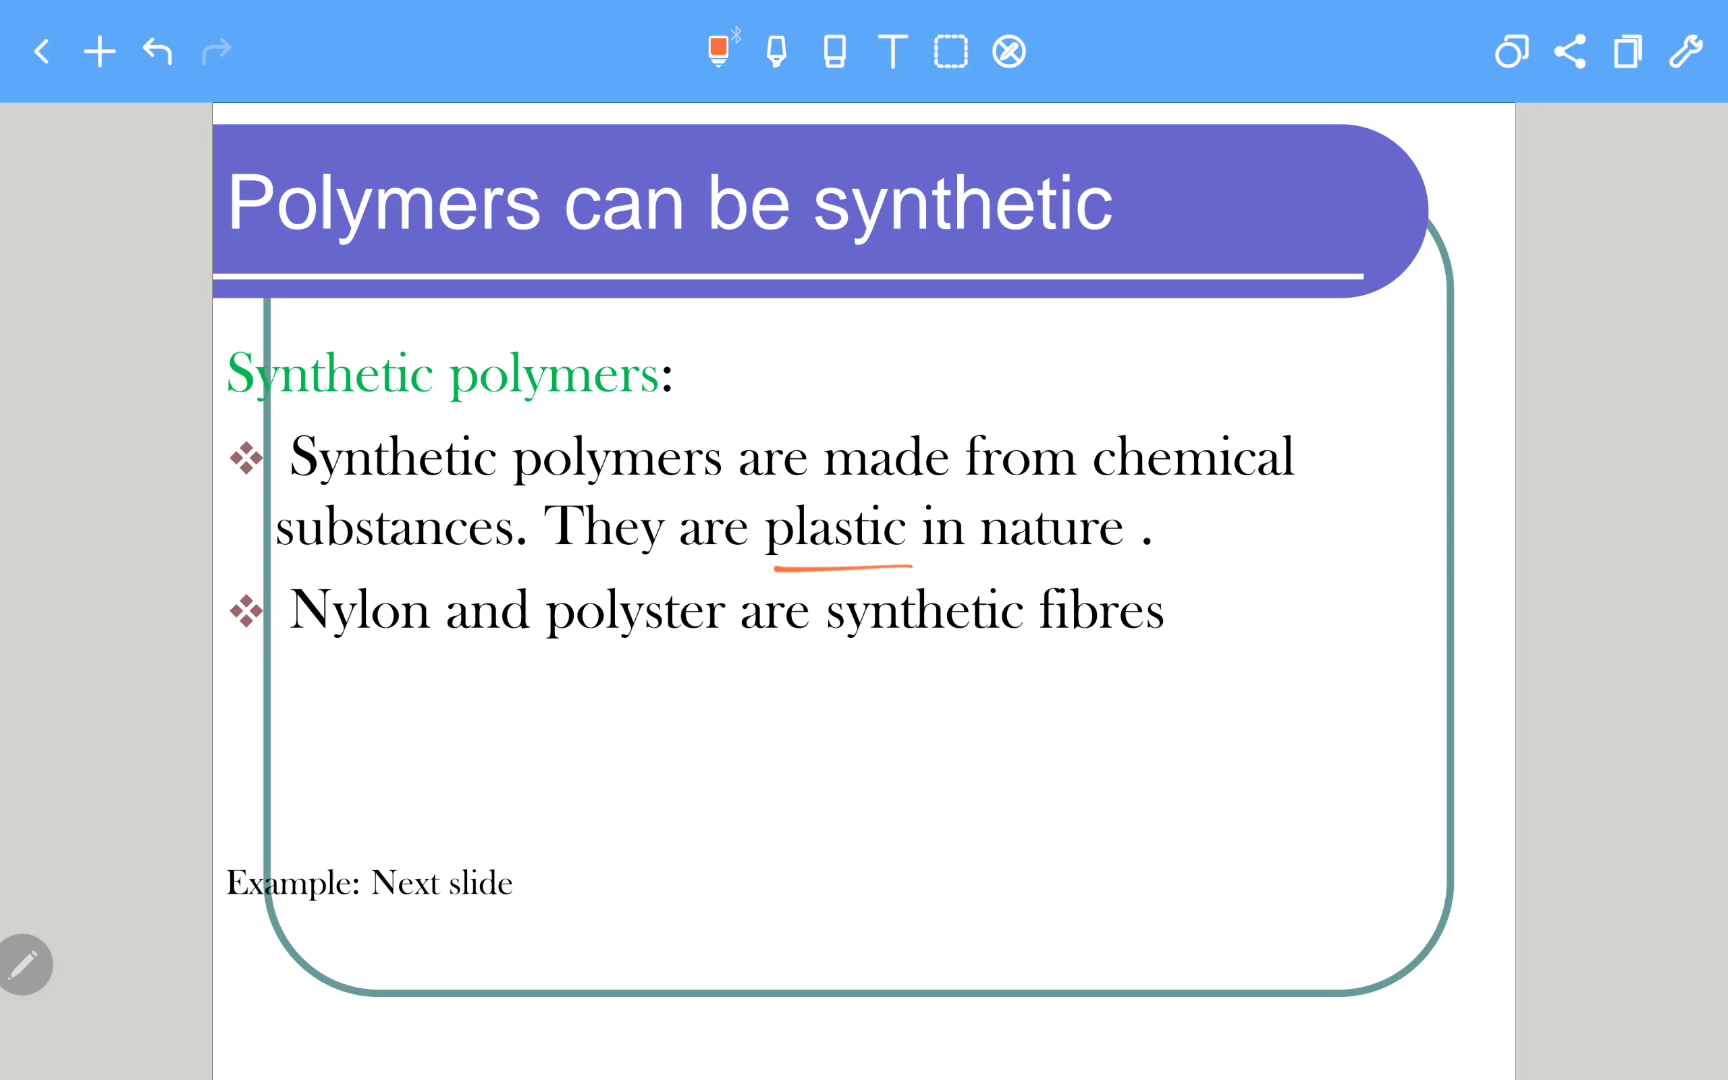 Polymers can be synthetic
Synthetic polymers:
Synthetic polymers are made from chemical
substances. They are plastic in nature .
Nylon and polyster are synthetic fibres
Example: Next slide